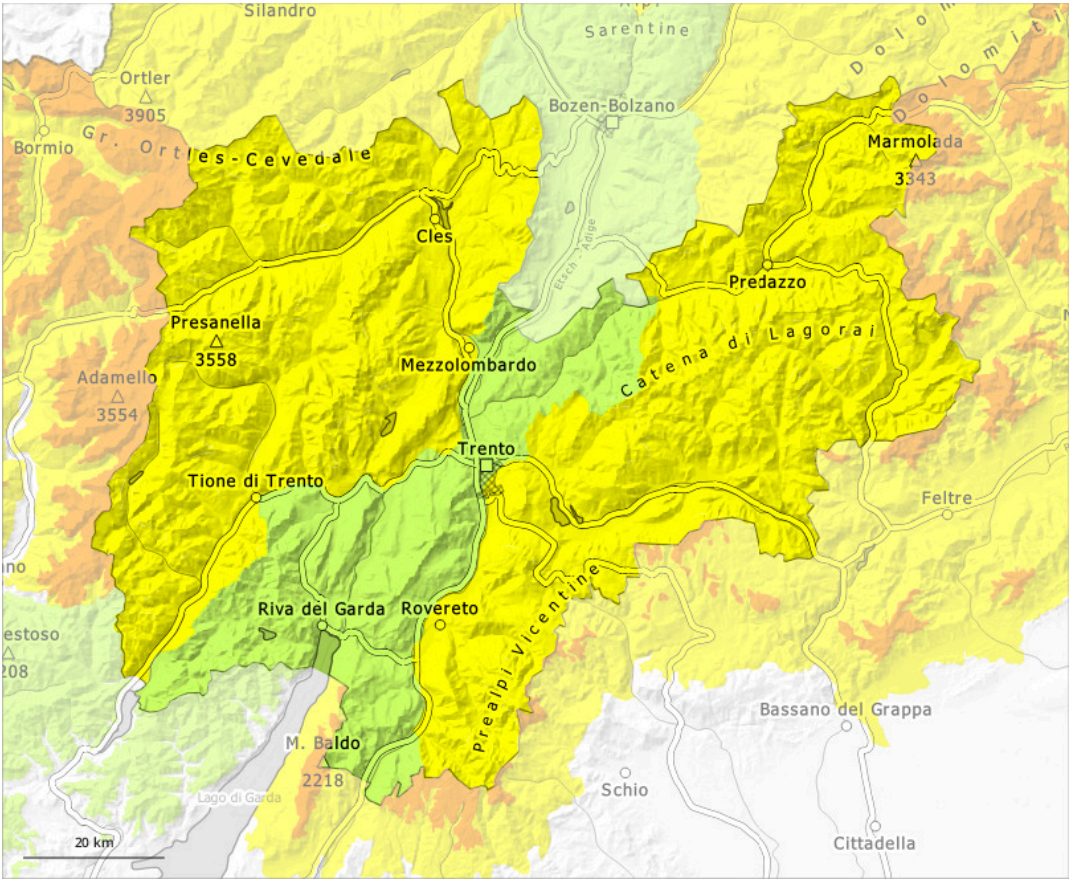 Silandro
Sarentine
Ortler
3905
Bozen-Bolzano
Dolomiti
Gr. Ortles-Cevedale
Bormio
Marmolada
3343
Cles
Etsch - Adige
Predazzo
Presanella
3558
Catena di Lagorai
Mezzolombardo
Adamello
3554
Trento
Tione di Trento
Feltre
Riva del Garda
Rovereto
estoso
208
Prealpi Vicentine
Bassano del Grappa
M. Baldo
2218
Schio
Lago di Garda
20 km
Cittadella